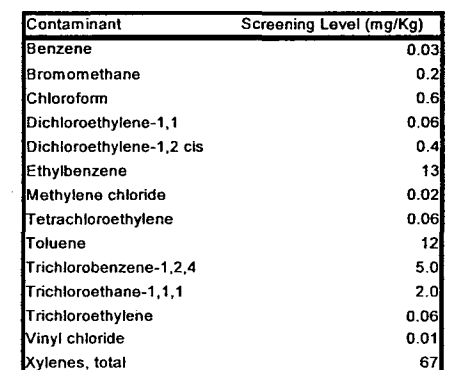 Contaminant Screening Level (mg/Kg)
Benzene 0.03
Bromomethane 0.2
Chloroform 0.6
Dichloroethylene-1,1 0.06
Dichloroethylene-1,2 cis 0.4
Ethylbenzene 13
Methylene chloride 0.02
Tetrachloroethylene 0.06
Toluene 12
Trichlorobenzene-1,2,4 5.0
Trichloroethane-1,1,1 2.0
Trichloroethylene 0.06
Vinyl chloride 0.01
Xylenes, total 67